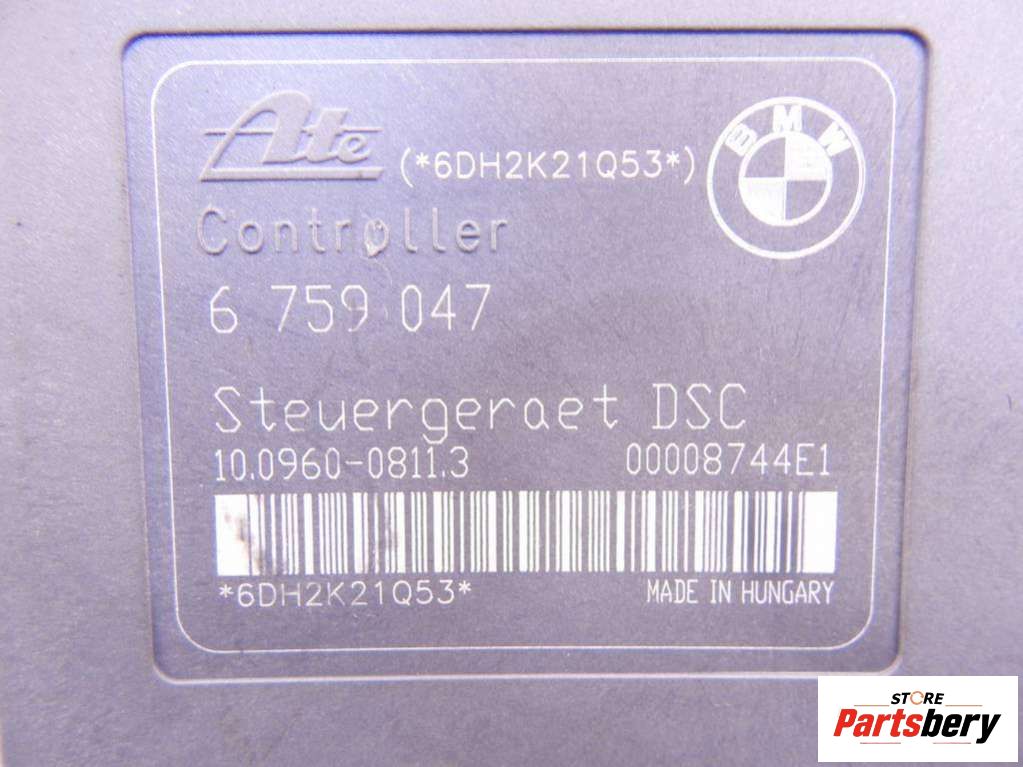 Ate (*6DH2K21Q53*)
BMW
Controller
6 759 047
Steuergeraet DSC
10.0960-0811.3 00008744E1
*6DH2K21Q53* MADE IN HUNGARY
STORE
Partsbery